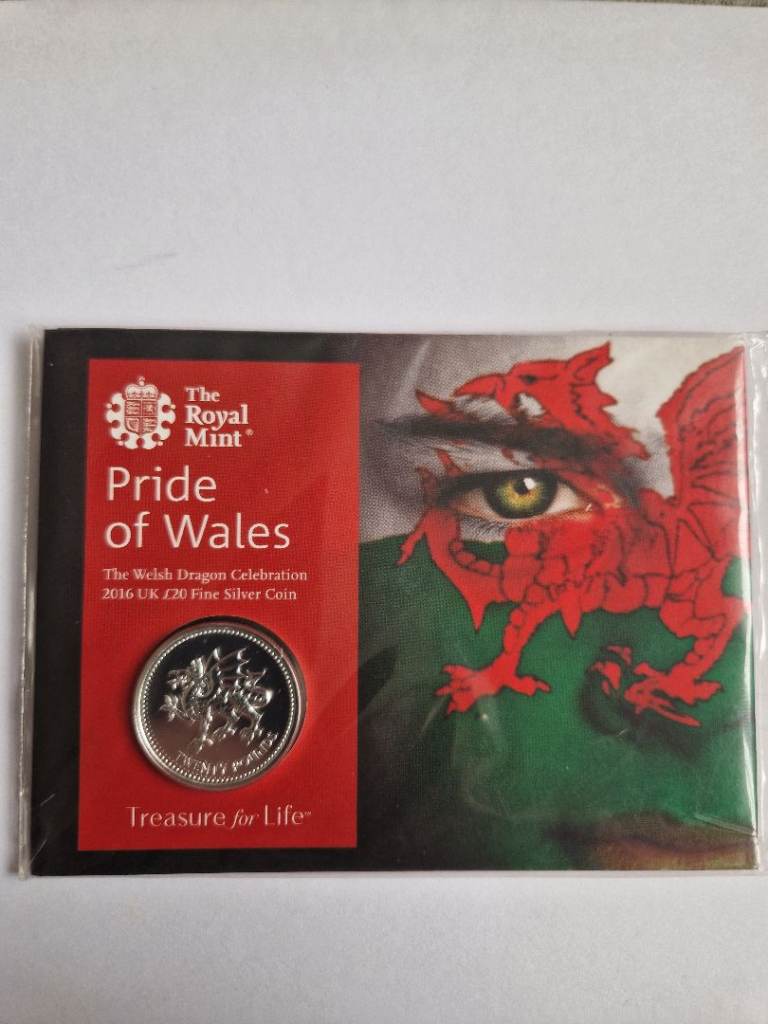 The
Royal
Mint®
Pride
of Wales
The Welsh Dragon Celebration
2016 UK £20 Fine Silver Coin
TWENTY POUNDS
Treasure for Life™